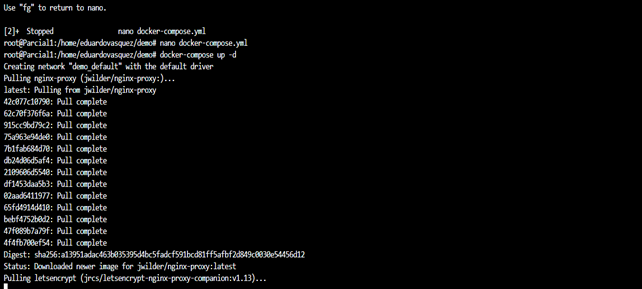 Use "fg" to return to nano.
[2]+  Stopped                 nano docker-compose.yml
root@Parcial1:/home/eduardovasquez/demo# nano docker-compose.yml
root@Parcial1:/home/eduardovasquez/demo# docker-compose up -d
Creating network "demo_default" with the default driver
Pulling nginx-proxy (jwilder/nginx-proxy:)...
latest: Pulling from jwilder/nginx-proxy
42c077c10790: Pull complete
62c70f376f6a: Pull complete
915cc9bd79c2: Pull complete
75a963e94de0: Pull complete
7b1fab684d70: Pull complete
db24d06d5af4: Pull complete
2109606d5540: Pull complete
df1453daa5b3: Pull complete
02aad6411977: Pull complete
65fd4914d410: Pull complete
bebf4752b0d2: Pull complete
47f089b7a79f: Pull complete
4f4fb700ef54: Pull complete
Digest: sha256:a13951adac463b035395d4bc5fadcf591bcd81ff5afbf2d849c0030e54456d12
Status: Downloaded newer image for jwilder/nginx-proxy:latest
Pulling letsencrypt (jrcs/letsencrypt-nginx-proxy-companion:v1.13)...